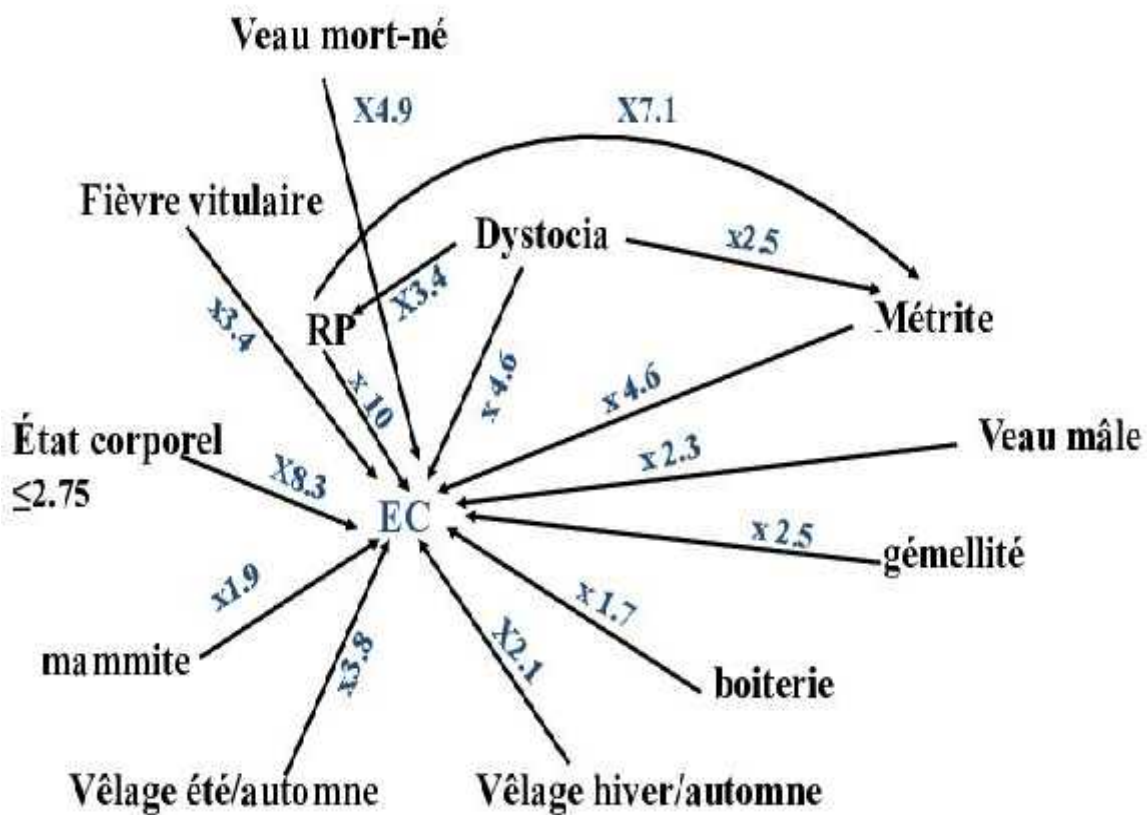 Veau mort-né
X4.9
X7.1
Fièvre vitulaire
Dystocia
x2.5
X3.4
x3.4
RP
Métrite
x 10
x 4.6
x 4.6
État corporel
≤2.75
X8.3
x 2.3
Veau mâle
EC
x 2.5
gémellité
x1.9
x3.8
X2.1
x 1.7
mammite
boiterie
Vêlage été/automne
Vêlage hiver/automne